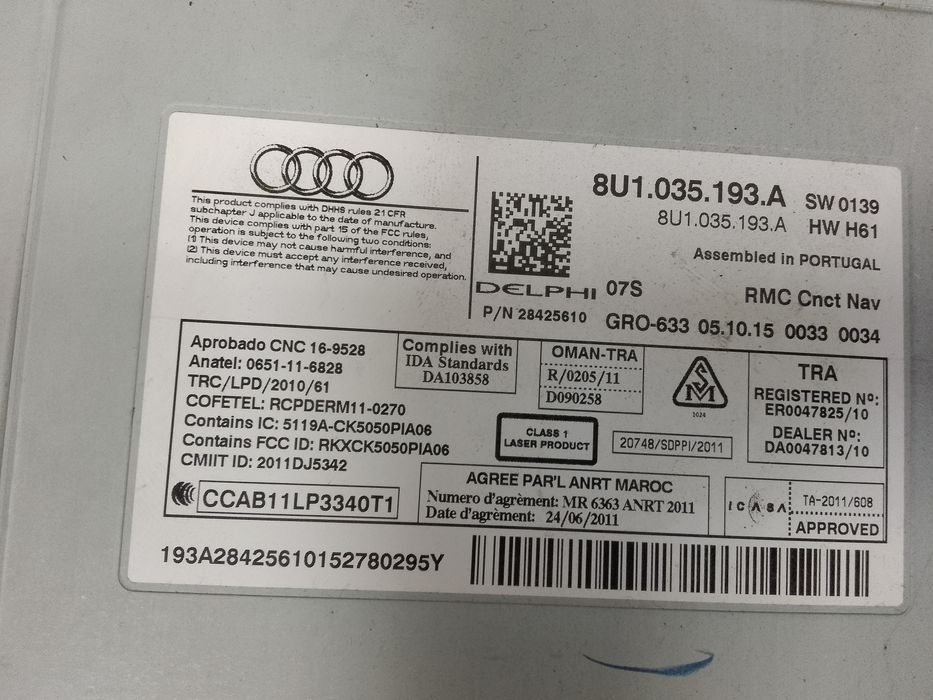 This product complies with DHHS rules 21 CFR
subchapter J applicable to the date of manufacture.
This device complies with part 15 of the FCC rules,
operation is subject to the following two conditions:
(1) This device may not cause harmful interference, and
(2) This device must accept any interference received,
including interference that may cause undesired operation.
8U1.035.193.A SW 0139
8U1.035.193.A HW H61
Assembled in PORTUGAL
DELPHI 07S
RMC Cnct Nav
P/N 28425610
GRO-633 05.10.15 0033 0034
Aprobado CNC 16-9528
Anatel: 0651-11-6828
TRC/LPD/2010/61
COFETEL: RCPDERM11-0270
Contains IC: 5119A-CK5050PIA06
Contains FCC ID: RKXCK5050PIA06
CMIIT ID: 2011DJ5342
CCAB11LP3340T1
Complies with
IDA Standards
DA103858
OMAN-TRA
R/0205/11
D090258
1024
TRA
REGISTERED Nº:
ER0047825/10
DEALER Nº:
DA0047813/10
CLASS 1
LASER PRODUCT
20748/SDPPI/2011
AGREE PAR'L ANRT MAROC
Numero d'agrément: MR 6363 ANRT 2011
Date d'agrément: 24/06/2011
ICASA
TA-2011/608
APPROVED
193A28425610152780295Y